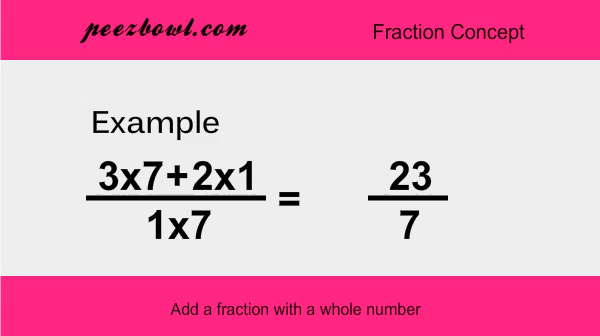 peezbowl.com
Fraction Concept
Example
3x7+2x1
1x7
=
23
7
Add a fraction with a whole number